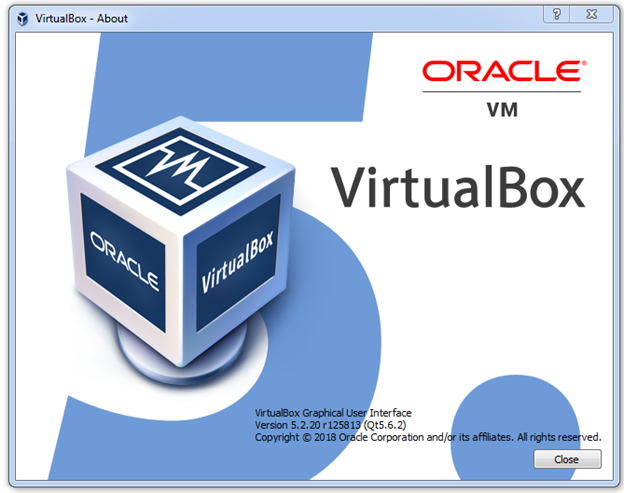 VirtualBox - About
ORACLE®
VM
VirtualBox
ORACLE
VirtualBox
VirtualBox Graphical User Interface
Version 5.2.20 r125813 (Qt5.6.2)
Copyright © 2018 Oracle Corporation and/or its affiliates. All rights reserved.
Close